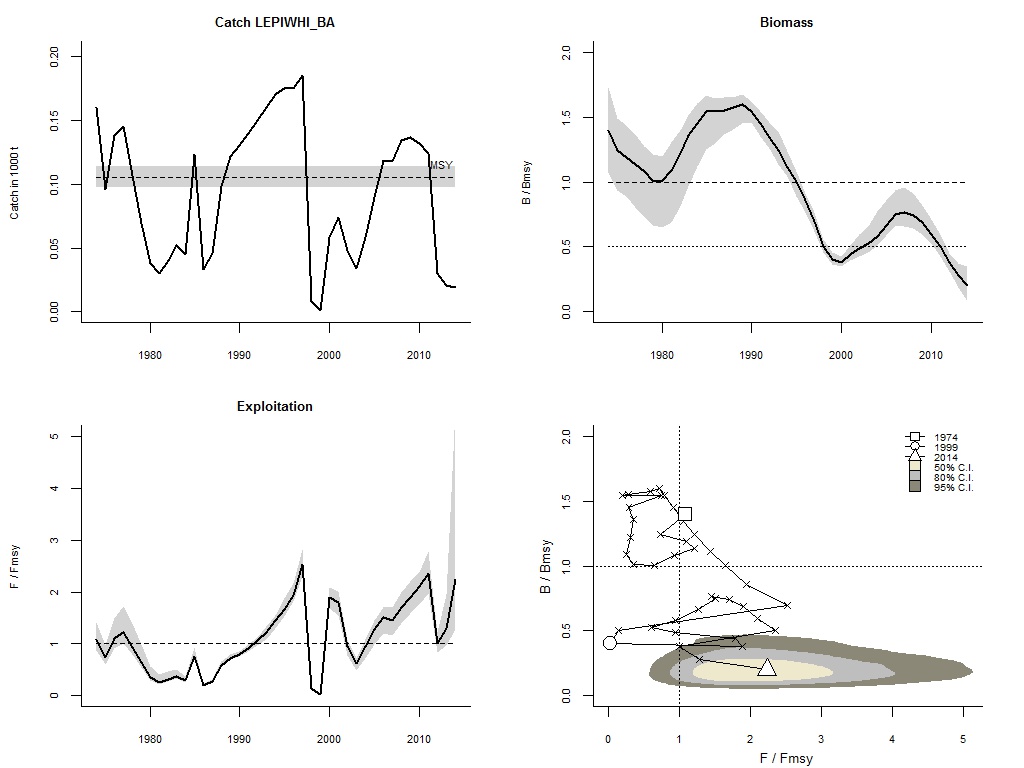 Catch LEPIWHI_BA
Catch in 1000 t
0.20
0.15
0.10
0.05
0.00
MSY
1980 1990 2000 2010
Biomass
B / Bmsy
2.0
1.5
1.0
0.5
0.0
1980 1990 2000 2010
Exploitation
F / Fmsy
5
4
3
2
1
0
1980 1990 2000 2010
B / Bmsy
2.0
1.5
1.0
0.5
0.0
1974
1999
2014
50% C.I.
80% C.I.
95% C.I.
0 1 2 3 4 5
F / Fmsy